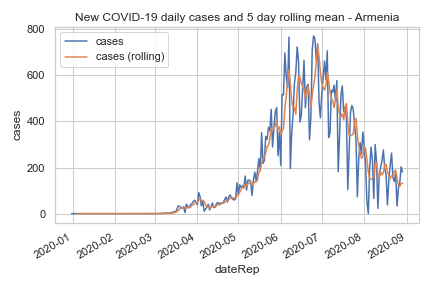 New COVID-19 daily cases and 5 day rolling mean - Armenia
cases
cases (rolling)
800
600
400
200
0
cases
2020-01
2020-02
2020-03
2020-04
2020-05
2020-06
2020-07
2020-08
2020-09
dateRep